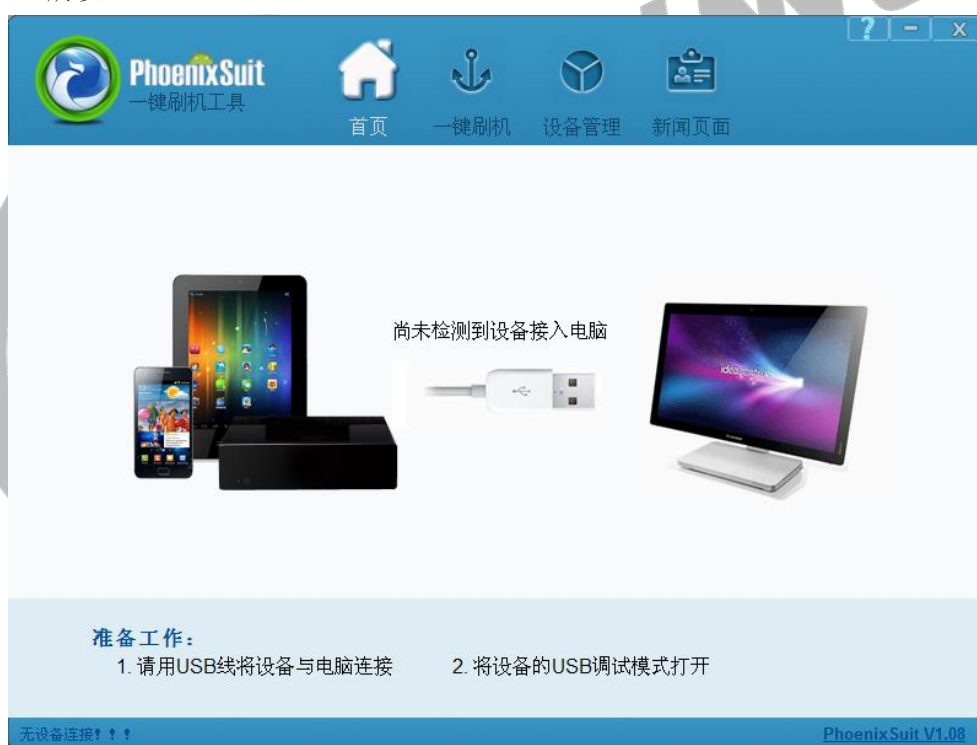 ? - x
PhoenixSuit
一键刷机工具
首页 一键刷机 设备管理 新闻页面
尚未检测到设备接入电脑
准备工作:
1. 请用USB线将设备与电脑连接 2. 将设备的USB调试模式打开
无设备连接!!! PhoenixSuit V1.08